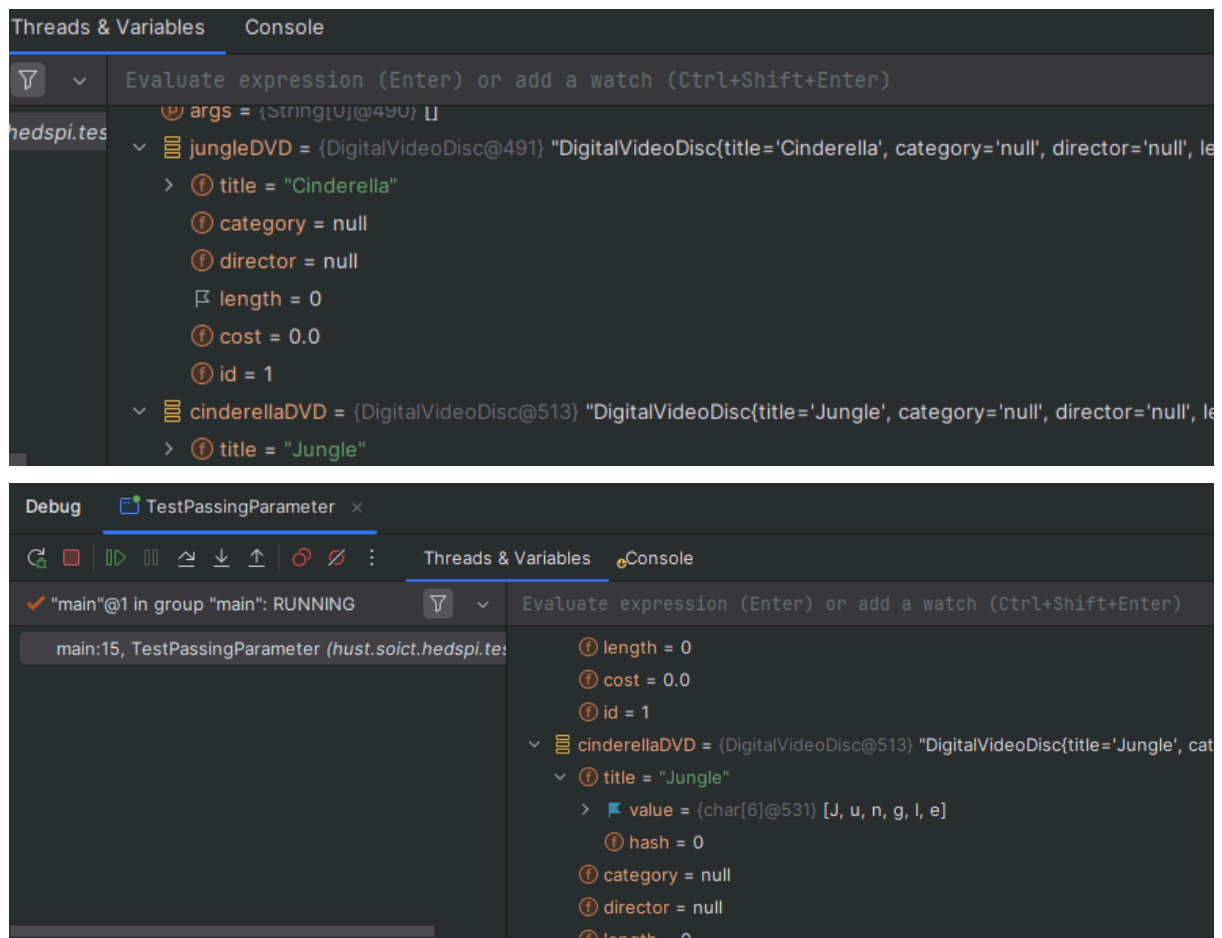 Threads & Variables Console
Evaluate expression (Enter) or add a watch (Ctrl+Shift+Enter)
args = {String[0]@490} []
hedspi.tes
jungleDVD = {DigitalVideoDisc@491} "DigitalVideoDisc{title='Cinderella', category='null', director='null', le
title = "Cinderella"
category = null
director = null
length = 0
cost = 0.0
id = 1
cinderellaDVD = {DigitalVideoDisc@513} "DigitalVideoDisc{title='Jungle', category='null', director='null', le
title = "Jungle"
Debug TestPassingParameter
Threads & Variables Console
"main"@1 in group "main": RUNNING
Evaluate expression (Enter) or add a watch (Ctrl+Shift+Enter)
main:15, TestPassingParameter (hust.soict.hedspi.tes
length = 0
cost = 0.0
id = 1
cinderellaDVD = {DigitalVideoDisc@513} "DigitalVideoDisc{title='Jungle', cat
title = "Jungle"
value = {char[6]@531} [J, u, n, g, l, e]
hash = 0
category = null
director = null
length = 0